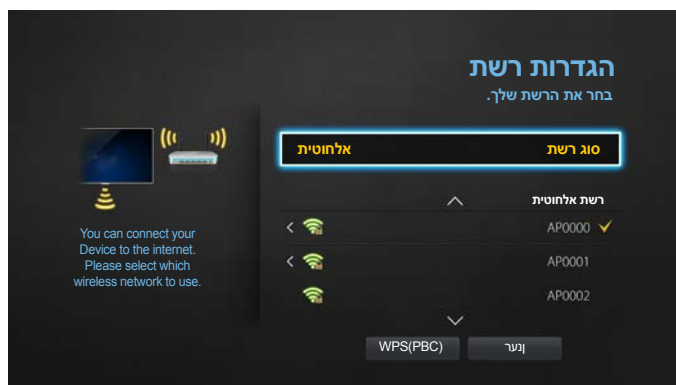 הגדרות רשת
בחר את הרשת שלך.
סוג רשת אלחוטית
רשת אלחוטית
AP0000
AP0001
AP0002
ןנער WPS(PBC)
You can connect your
Device to the internet.
Please select which
wireless network to use.